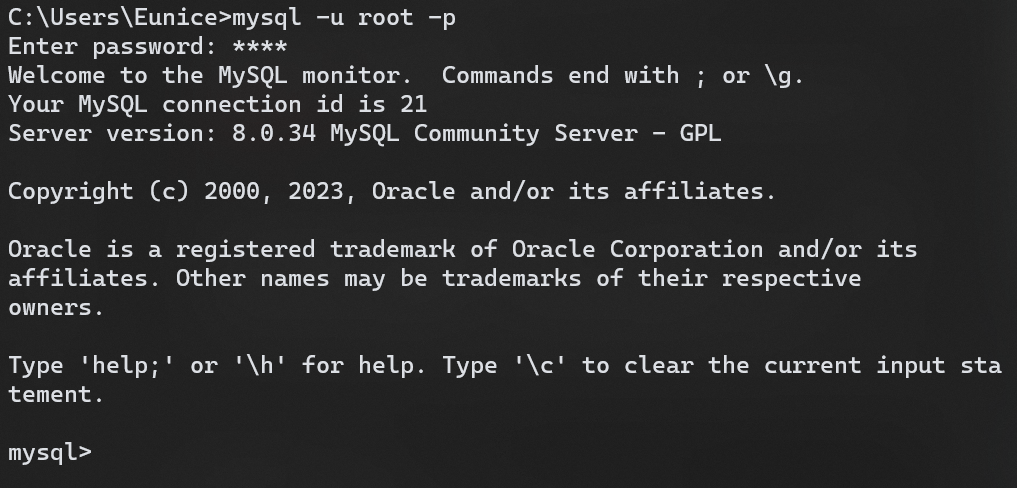 C:\Users\Eunice>mysql -u root -p
Enter password: ****
Welcome to the MySQL monitor.  Commands end with ; or \g.
Your MySQL connection id is 21
Server version: 8.0.34 MySQL Community Server - GPL

Copyright (c) 2000, 2023, Oracle and/or its affiliates.

Oracle is a registered trademark of Oracle Corporation and/or its
affiliates. Other names may be trademarks of their respective
owners.

Type 'help;' or '\h' for help. Type '\c' to clear the current input sta
tement.

mysql>